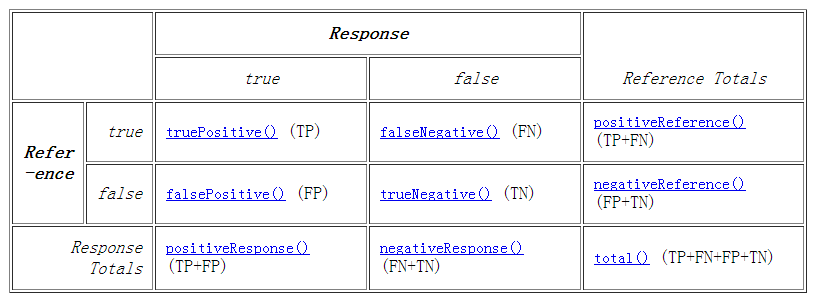 Response
true false Reference Totals
true truePositive() (TP) falseNegative() (FN) positiveReference()
(TP+FN)
Refer
-ence
false falsePositive() (FP) trueNegative() (TN) negativeReference()
(FP+TN)
Response
Totals
positiveResponse()
(TP+FP)
negativeResponse()
(FN+TN)
total() (TP+FN+FP+TN)